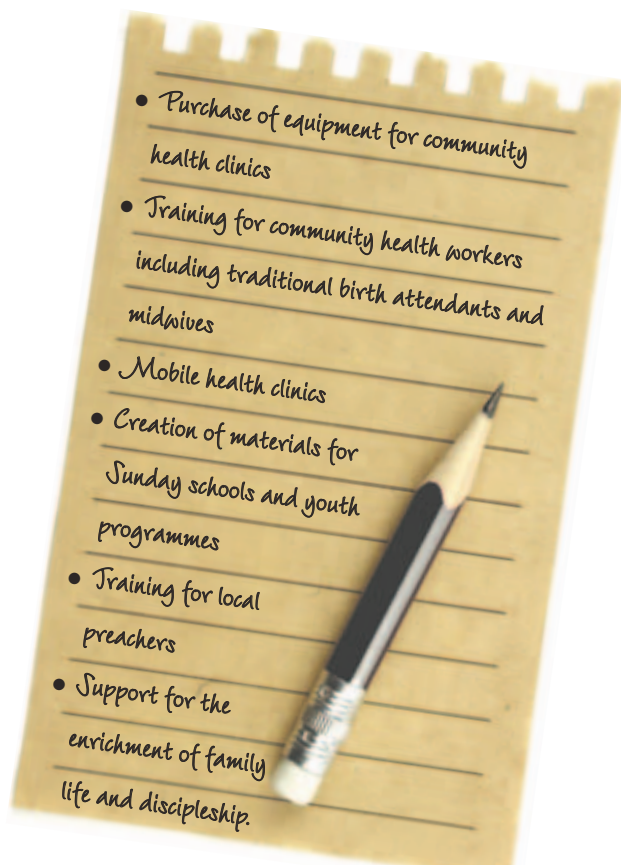 • Purchase of equipment for community
health clinics
• Training for community health workers
including traditional birth attendants and
midwives
• Mobile health clinics
• Creation of materials for
Sunday schools and youth
programmes
• Training for local
preachers
• Support for the
enrichment of family
life and discipleship.